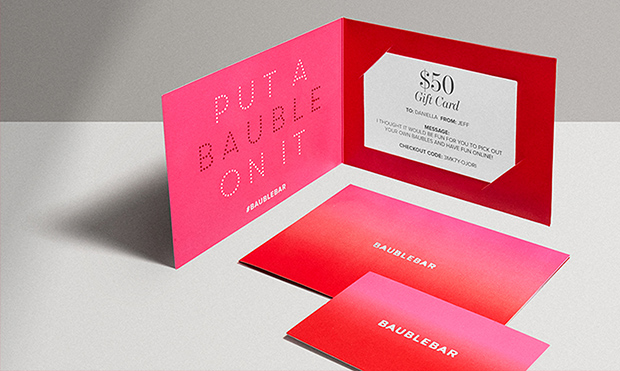 PUT A
BAUBLE
ON IT
#BAUBLEBAR
$50
Gift Card
TO: DANIELLA FROM: JEFF
MESSAGE:
I THOUGHT IT WOULD BE FUN FOR YOU TO PICK OUT
YOUR OWN BAUBLES AND HAVE FUN ONLINE!
CHECKOUT CODE: 3MK7Y-OJORI
BAUBLEBAR
BAUBLEBAR